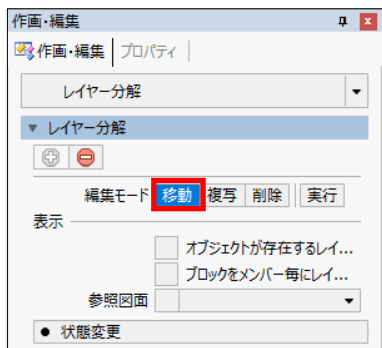 作画・編集
作画・編集 プロパティ
レイヤー分解
レイヤー分解
編集モード 移動 複写 削除 実行
表示
オブジェクトが存在するレイ...
ブロックをメンバー毎にレイ...
参照図面
状態変更